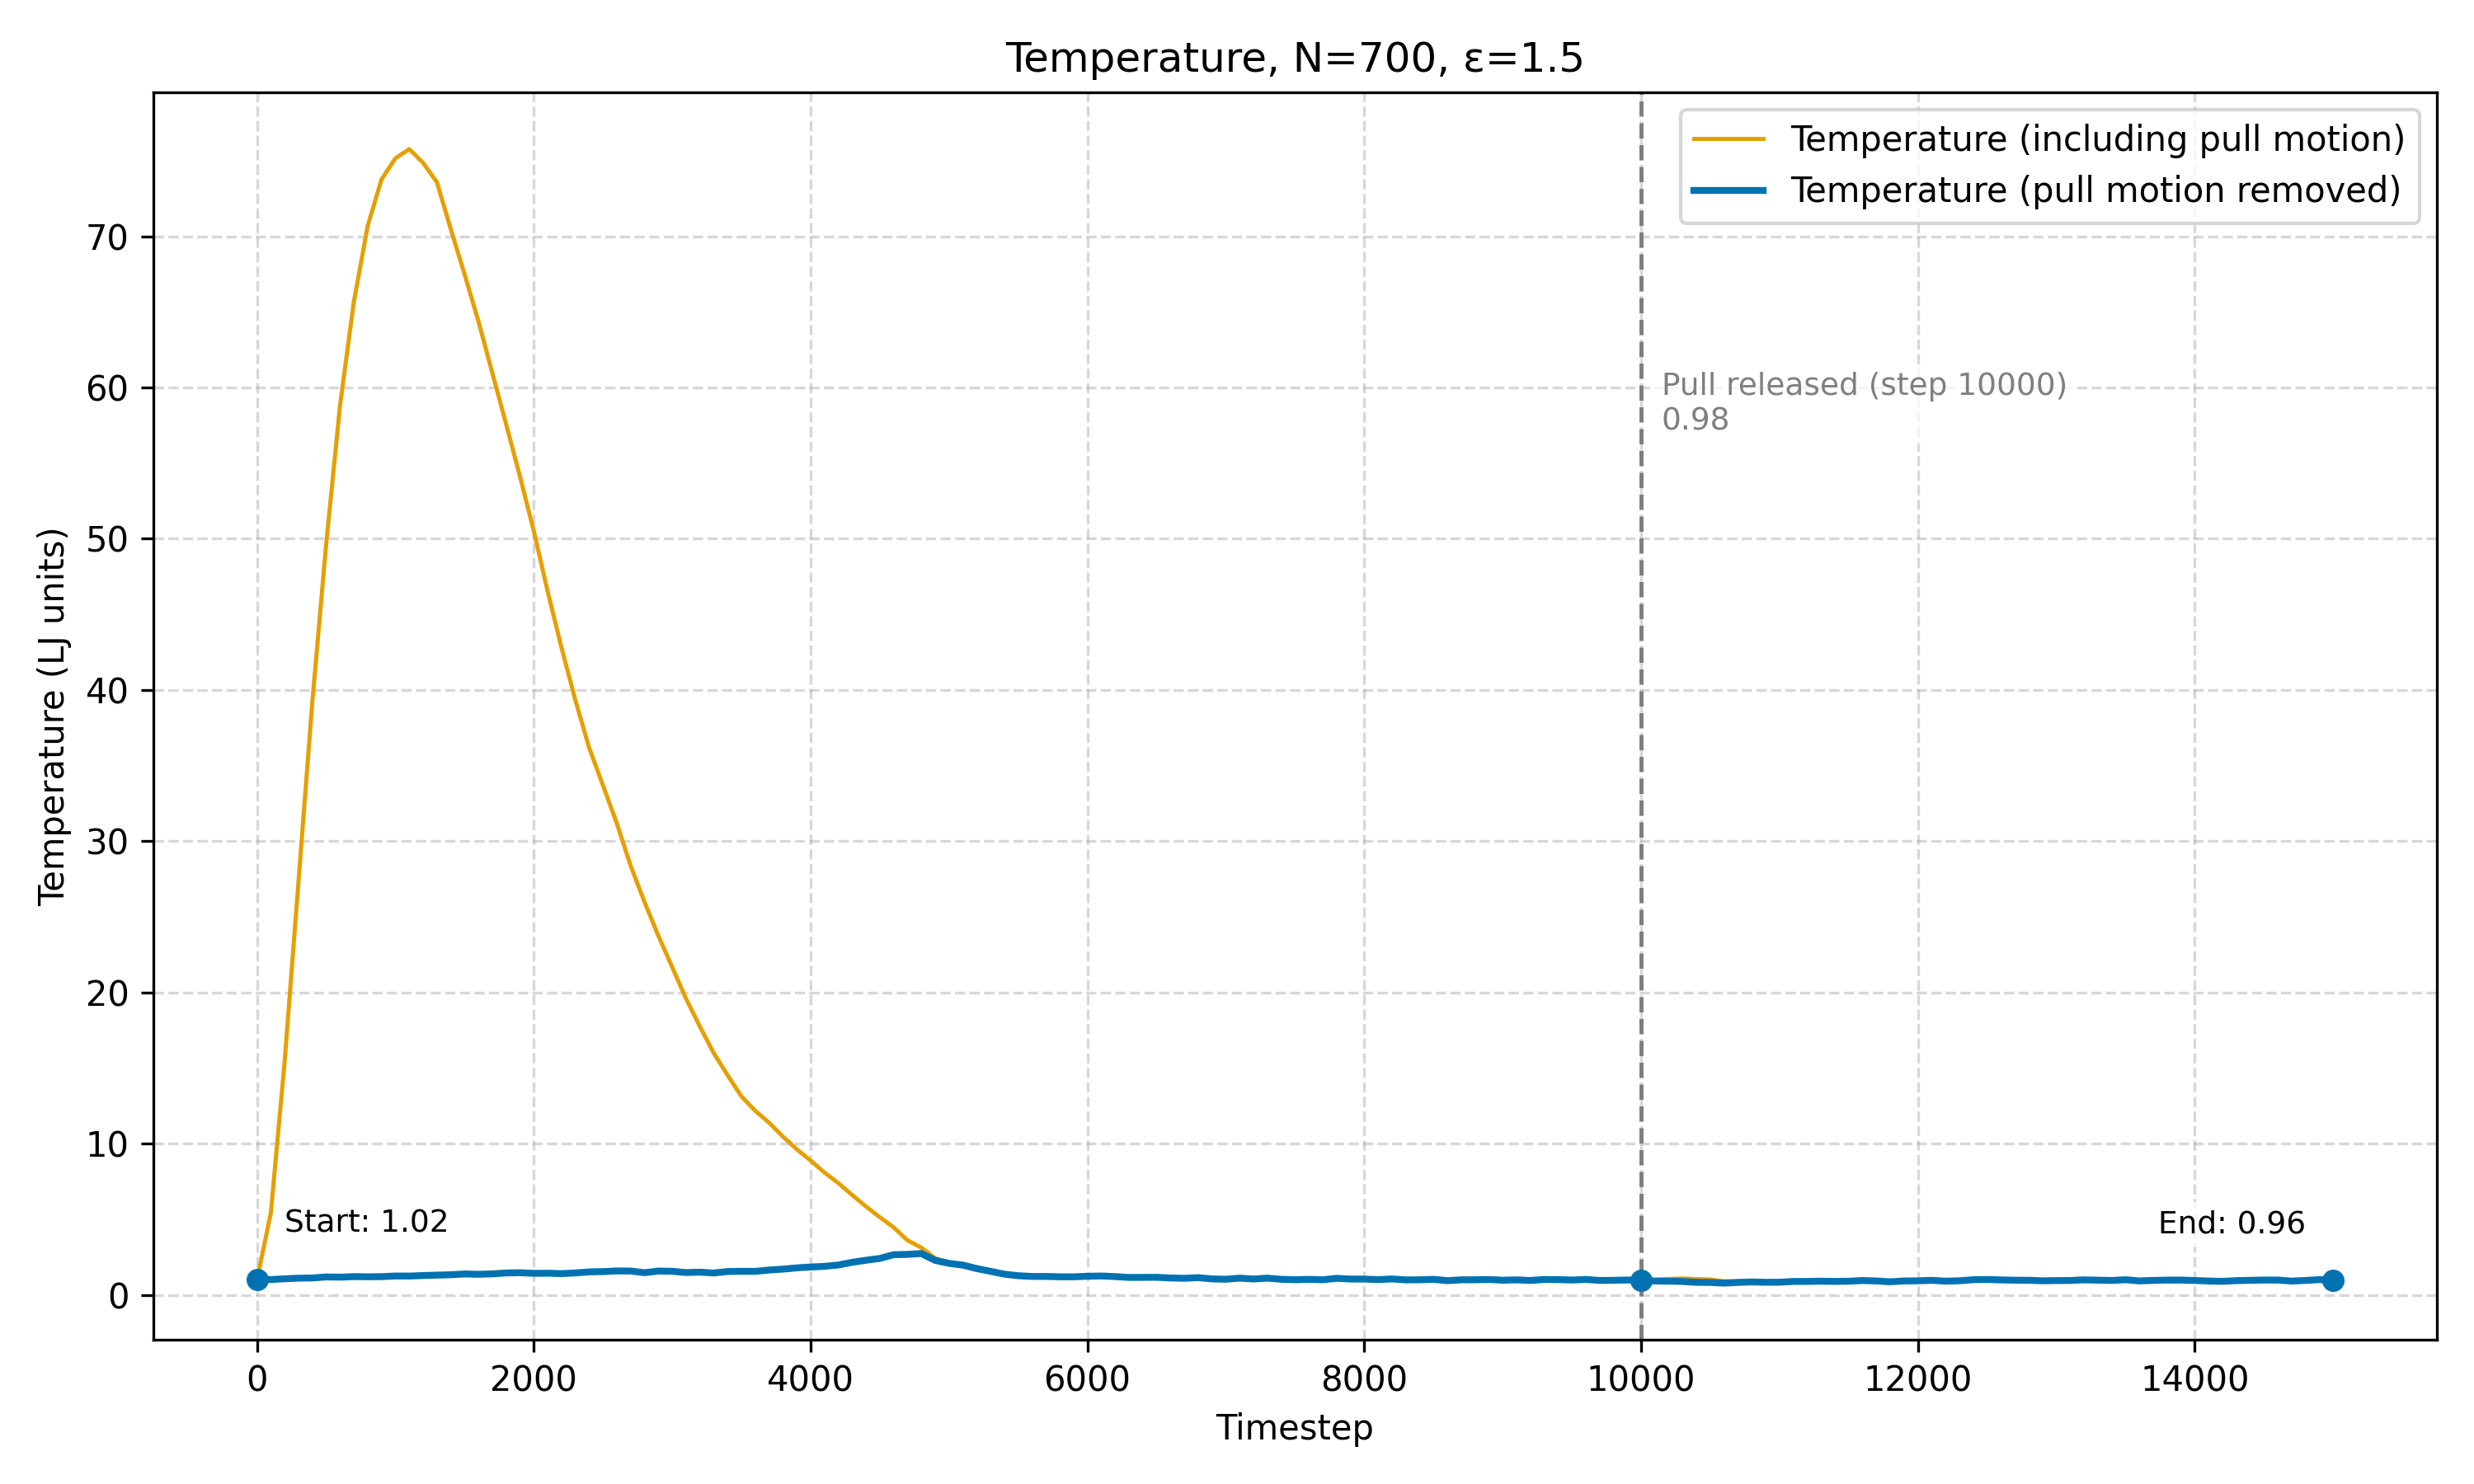 Temperature, N=700, ε=1.5
Temperature (including pull motion)
Temperature (pull motion removed)
Temperature (LJ units)
70
60
50
40
30
20
10
0
Pull released (step 10000)
0.98
Start: 1.02
End: 0.96
0
2000
4000
6000
8000
10000
12000
14000
Timestep